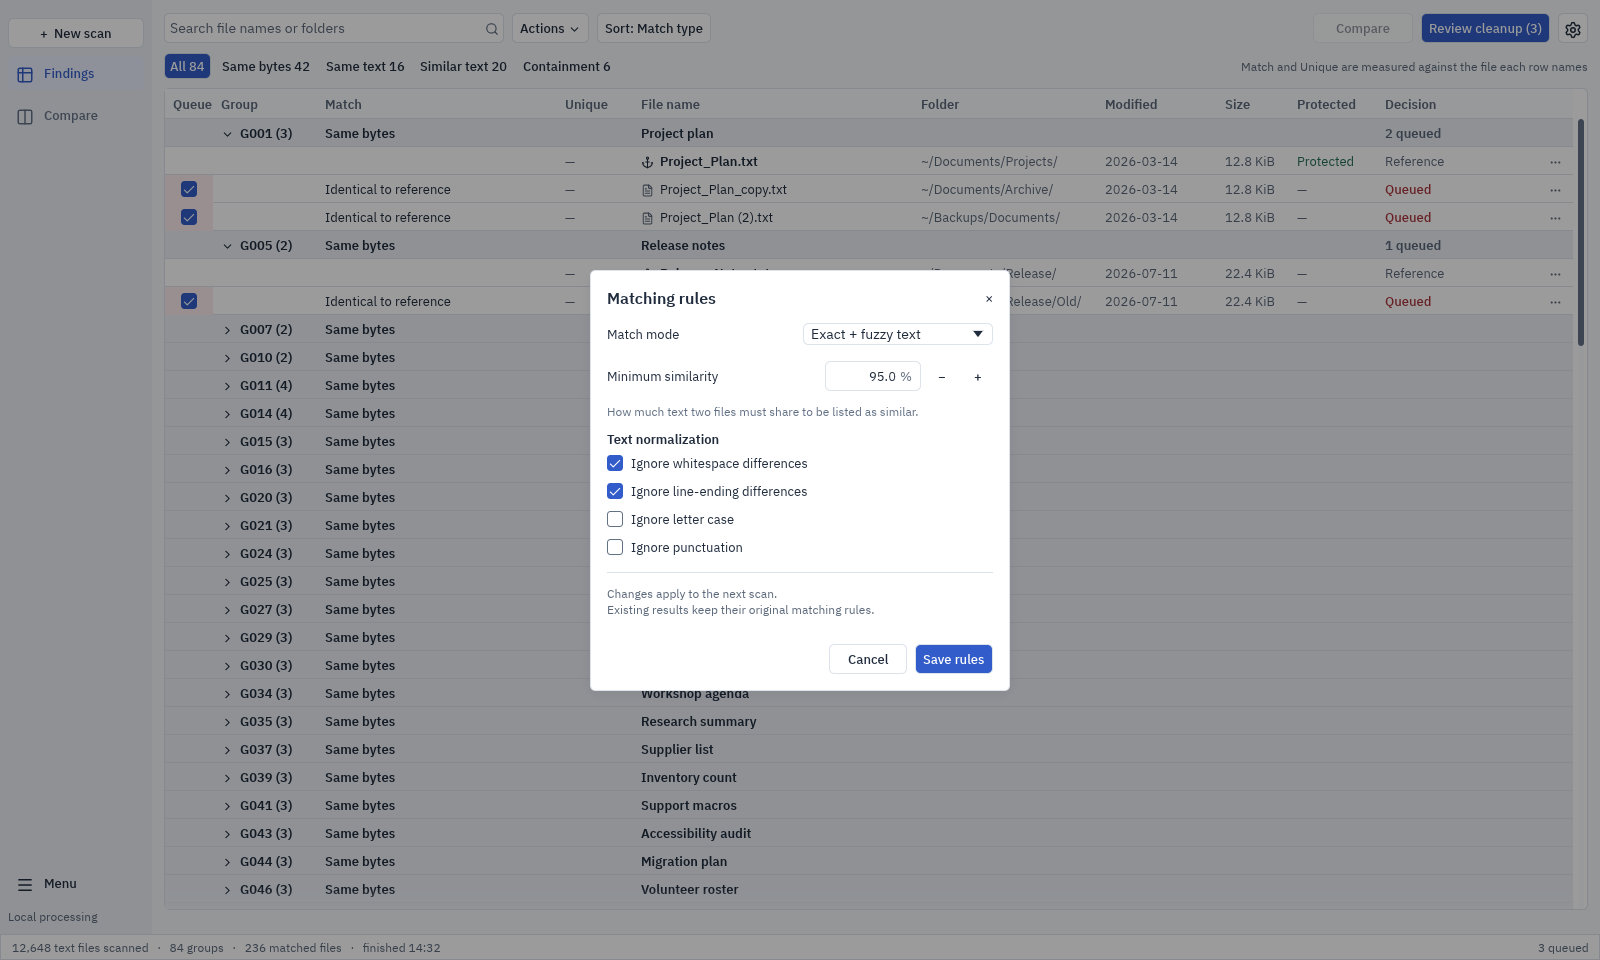 + New scan
Findings
Compare
Menu
Local processing
Search file names or folders
Actions
Sort: Match type
Compare
Review cleanup (3)
All 84
Same bytes 42
Same text 16
Similar text 20
Containment 6
Match and Unique are measured against the file each row names
Queue Group Match Unique File name Folder Modified Size Protected Decision
G001 (3) Same bytes Project plan 2 queued
— Project_Plan.txt ~/Documents/Projects/ 2026-03-14 12.8 KiB Protected Reference ...
Identical to reference — Project_Plan_copy.txt ~/Documents/Archive/ 2026-03-14 12.8 KiB — Queued ...
Identical to reference — Project_Plan (2).txt ~/Backups/Documents/ 2026-03-14 12.8 KiB — Queued ...
G005 (2) Same bytes Release notes 1 queued
— Release/ 2026-07-11 22.4 KiB — Reference ...
Identical to reference — Release/Old/ 2026-07-11 22.4 KiB — Queued ...
G007 (2) Same bytes
G010 (2) Same bytes
G011 (4) Same bytes
G014 (4) Same bytes
G015 (3) Same bytes
G016 (3) Same bytes
G020 (3) Same bytes
G021 (3) Same bytes
G024 (3) Same bytes
G025 (3) Same bytes
G027 (3) Same bytes
G029 (3) Same bytes
G030 (3) Same bytes
G034 (3) Same bytes Workshop agenda
G035 (3) Same bytes Research summary
G037 (3) Same bytes Supplier list
G039 (3) Same bytes Inventory count
G041 (3) Same bytes Support macros
G043 (3) Same bytes Accessibility audit
G044 (3) Same bytes Migration plan
G046 (3) Same bytes Volunteer roster
Matching rules ×
Match mode Exact + fuzzy text
Minimum similarity 95.0 % − +
How much text two files must share to be listed as similar.
Text normalization
Ignore whitespace differences
Ignore line-ending differences
Ignore letter case
Ignore punctuation
Changes apply to the next scan.
Existing results keep their original matching rules.
Cancel
Save rules
12,648 text files scanned · 84 groups · 236 matched files · finished 14:32
3 queued